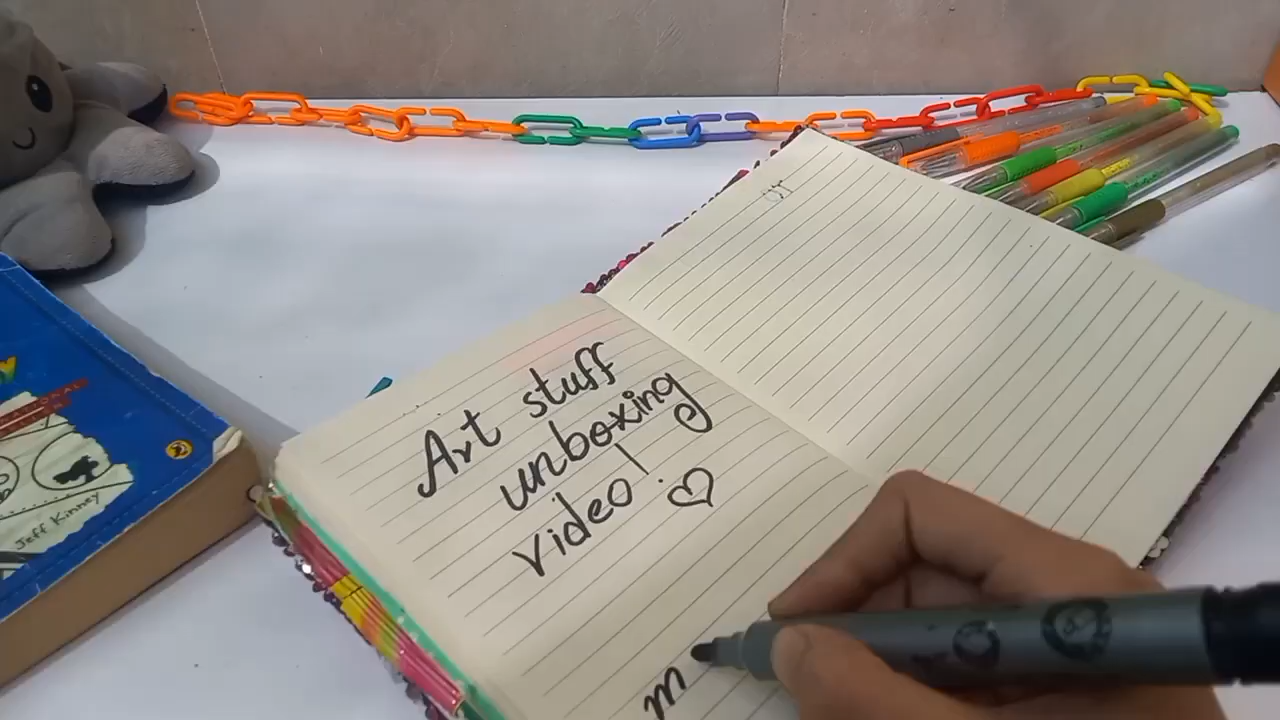 Art stuff
unboxing
video! ♡
m
Jeff Kinney